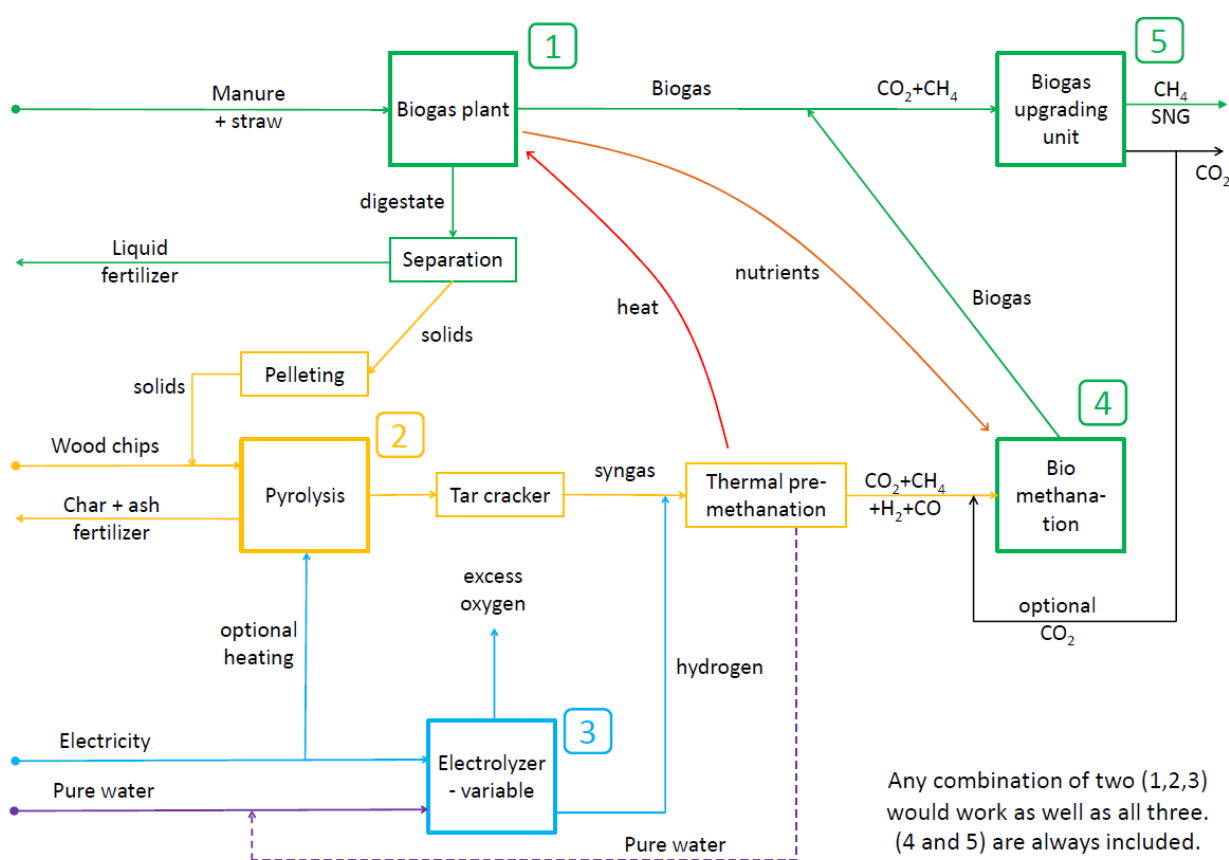 1
5
Manure
+ straw
Biogas plant
Biogas
CO₂+CH₄
Biogas
upgrading
unit
CH₄
SNG
CO₂
digestate
Liquid
fertilizer
Separation
nutrients
heat
Biogas
solids
Pelleting
solids
4
2
Wood chips
Pyrolysis
Char + ash
fertilizer
Tar cracker
syngas
Thermal pre-
methanation
CO₂+CH₄
+H₂+CO
Bio
methana-
tion
excess
oxygen
optional
heating
hydrogen
optional
CO₂
3
Electricity
Pure water
Electrolyzer
- variable
Pure water
Any combination of two (1,2,3)
would work as well as all three.
(4 and 5) are always included.